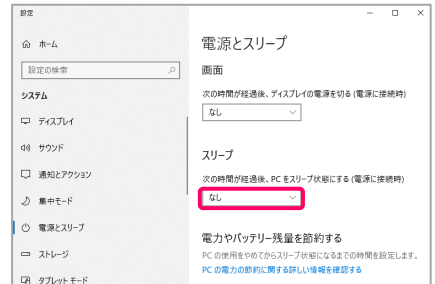 設定
ホーム
設定の検索
システム
ディスプレイ
サウンド
通知とアクション
集中モード
電源とスリープ
ストレージ
タブレット モード
電源とスリープ
画面
次の時間が経過後、ディスプレイの電源を切る (電源に接続時)
なし
スリープ
次の時間が経過後、PC をスリープ状態にする (電源に接続時)
なし
電力やバッテリー残量を節約する
PC の使用をやめてからスリープ状態になるまでの時間を設定します。
PC の電力の節約に関する詳しい情報を確認する